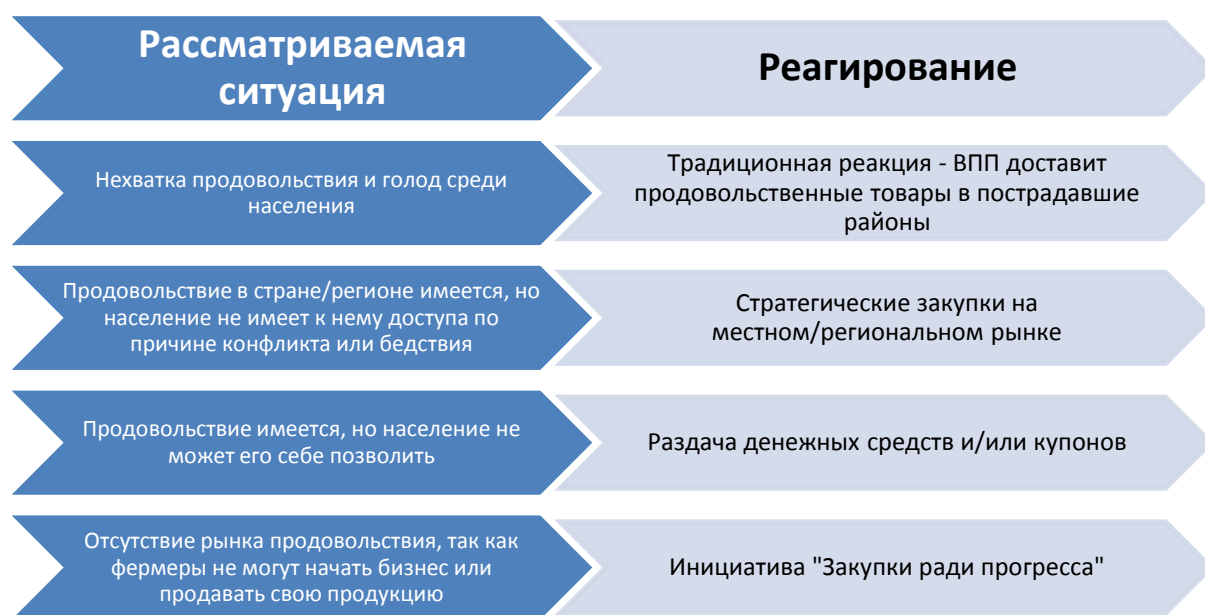 Рассматриваемая
ситуация
Реагирование
Нехватка продовольствия и голод среди
населения
Традиционная реакция - ВПП доставит
продовольственные товары в пострадавшие
районы
Продовольствие в стране/регионе имеется, но
население не имеет к нему доступа по
причине конфликта или бедствия
Стратегические закупки на
местном/региональном рынке
Продовольствие имеется, но население не
может его себе позволить
Раздача денежных средств и/или купонов
Отсутствие рынка продовольствия, так как
фермеры не могут начать бизнес или
продавать свою продукцию
Инициатива "Закупки ради прогресса"